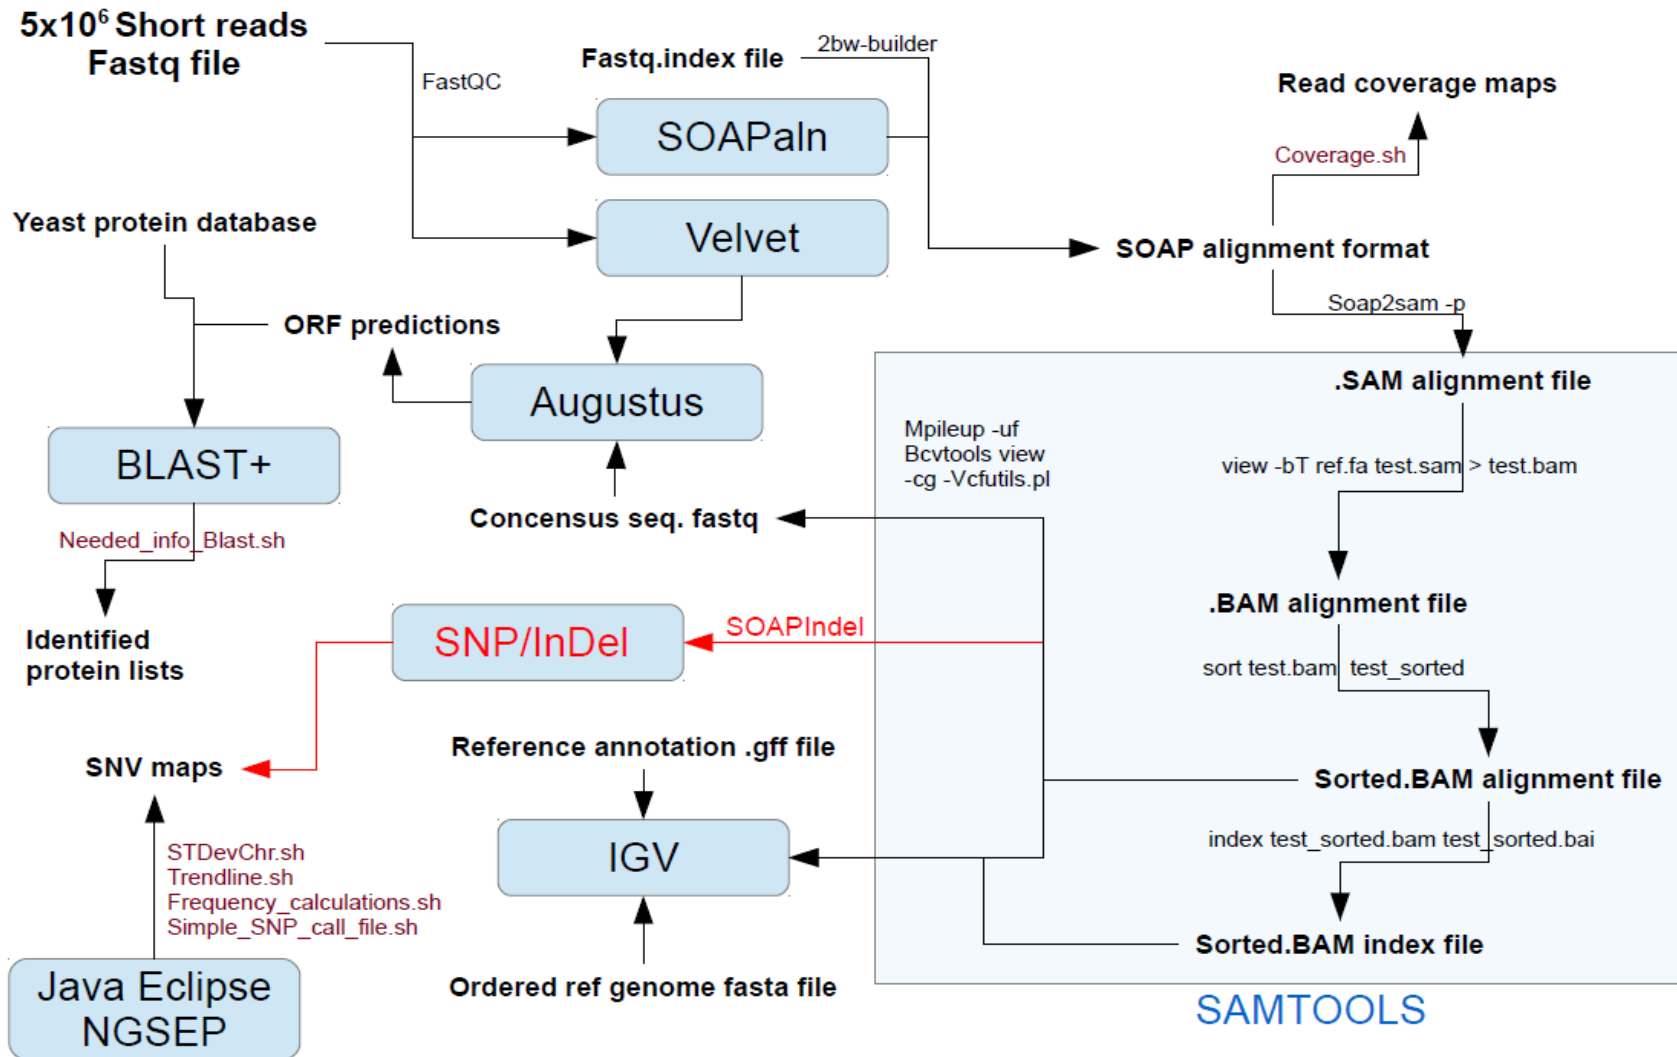 5x10⁶ Short reads
Fastq file
FastQC
Fastq.index file
2bw-builder
SOAPaln
Velvet
Read coverage maps
Coverage.sh
SOAP alignment format
Soap2sam -p
Yeast protein database
ORF predictions
Augustus
BLAST+
Needed_info_Blast.sh
Identified
protein lists
Concensus seq. fastq
Mpileup -uf
Bcvtools view
-cg -Vcfutils.pl
.SAM alignment file
view -bT ref.fa test.sam > test.bam
.BAM alignment file
sort test.bam test_sorted
Sorted.BAM alignment file
index test_sorted.bam test_sorted.bai
Sorted.BAM index file
SAMTOOLS
SOAPIndel
SNP/InDel
SNV maps
Reference annotation .gff file
IGV
Ordered ref genome fasta file
STDevChr.sh
Trendline.sh
Frequency_calculations.sh
Simple_SNP_call_file.sh
Java Eclipse
NGSEP